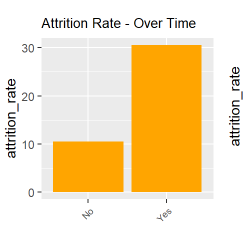 Attrition Rate - Over Time
attrition_rate
30
20
10
0
No
Yes
attrition_rate